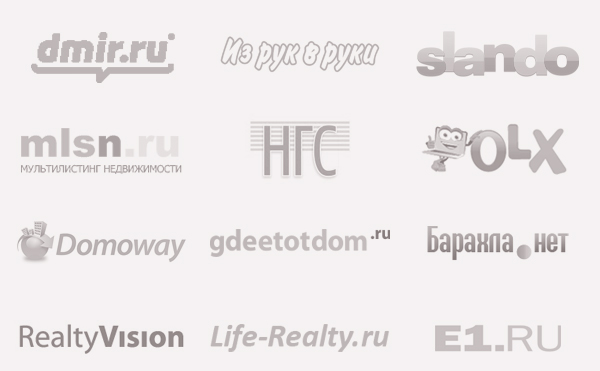 dmir.ru
Из рук в руки
slando
mlsn.ru
МУЛЬТИЛИСТИНГ НЕДВИЖИМОСТИ
НГС
OLX
Domoway
gdeetotdom.ru
Барахла.нет
RealtyVision
Life-Realty.ru
E1.RU